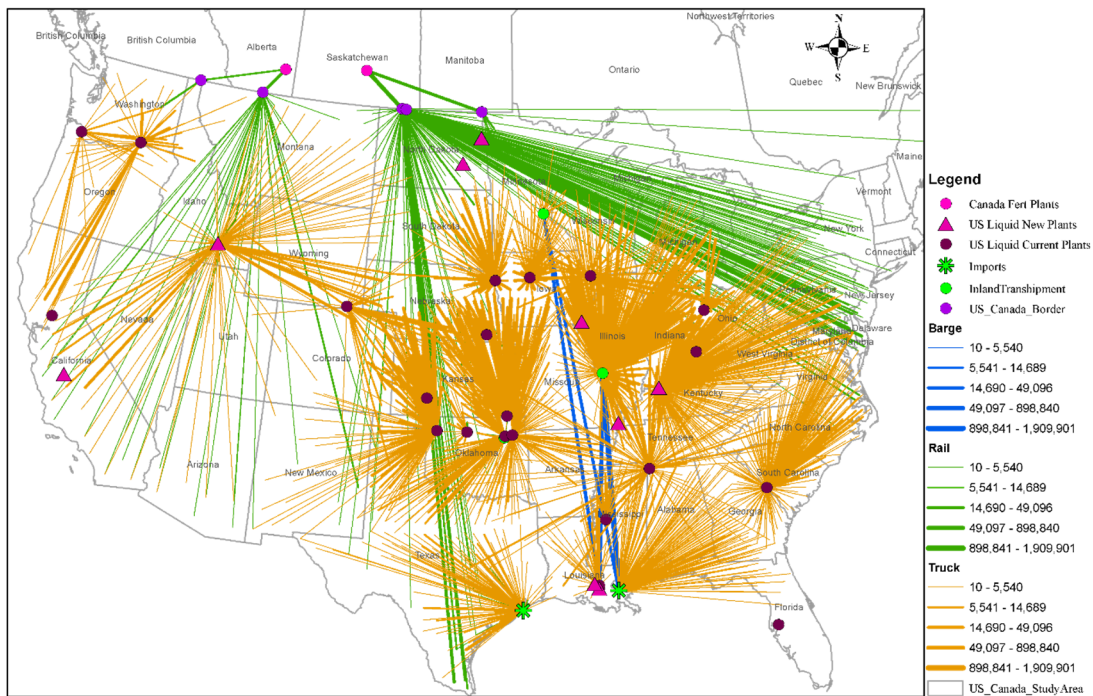 Northwest Territories
British Columbia
British Columbia
Alberta
Saskatchewan
Manitoba
Ontario
Quebec
New Brunswick
N
W
E
S
Washington
Montana
North Dakota
Minnesota
Michigan
Maine
Vermont
Oregon
Idaho
South Dakota
Wisconsin
Michigan
New York
Connecticut
Wyoming
Nebraska
Iowa
Pennsylvania
New Jersey
Nevada
Utah
Illinois
Indiana
Ohio
Maryland
Delaware
District of Columbia
West Virginia
California
Colorado
Kansas
Missouri
Kentucky
Virginia
Arizona
New Mexico
Oklahoma
Arkansas
Tennessee
North Carolina
South Carolina
Mississippi
Alabama
Georgia
Texas
Louisiana
Florida
Legend
Canada Fert Plants
US Liquid New Plants
US Liquid Current Plants
Imports
InlandTranshipment
US_Canada_Border
Barge
10 - 5,540
5,541 - 14,689
14,690 - 49,096
49,097 - 898,840
898,841 - 1,909,901
Rail
10 - 5,540
5,541 - 14,689
14,690 - 49,096
49,097 - 898,840
898,841 - 1,909,901
Truck
10 - 5,540
5,541 - 14,689
14,690 - 49,096
49,097 - 898,840
898,841 - 1,909,901
US_Canada_StudyArea